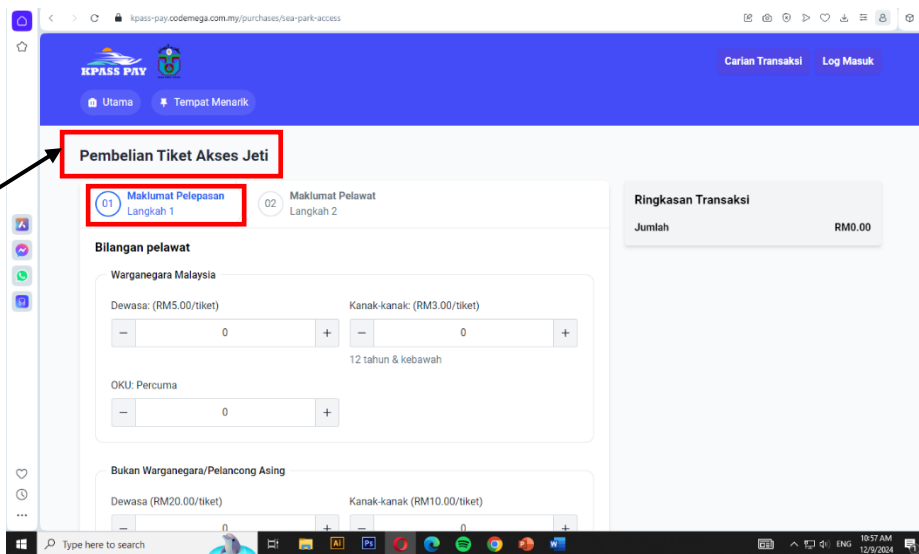 kpass-pay.codemega.com.my/purchases/sea-park-access
KPASS PAY
Carian Transaksi
Log Masuk
Utama
Tempat Menarik
Pembelian Tiket Akses Jeti
01
Maklumat Pelepasan
Langkah 1
02
Maklumat Pelawat
Langkah 2
Ringkasan Transaksi
Jumlah RM0.00
Bilangan pelawat
Warganegara Malaysia
Dewasa: (RM5.00/tiket)
Kanak-kanak: (RM3.00/tiket)
− 0 +
− 0 +
12 tahun & kebawah
OKU: Percuma
− 0 +
Bukan Warganegara/Pelancong Asing
Dewasa (RM20.00/tiket)
Kanak-kanak (RM10.00/tiket)
− 0 +
− 0 +
Type here to search
Ai
Ps
ENG
10:57 AM
12/9/2024